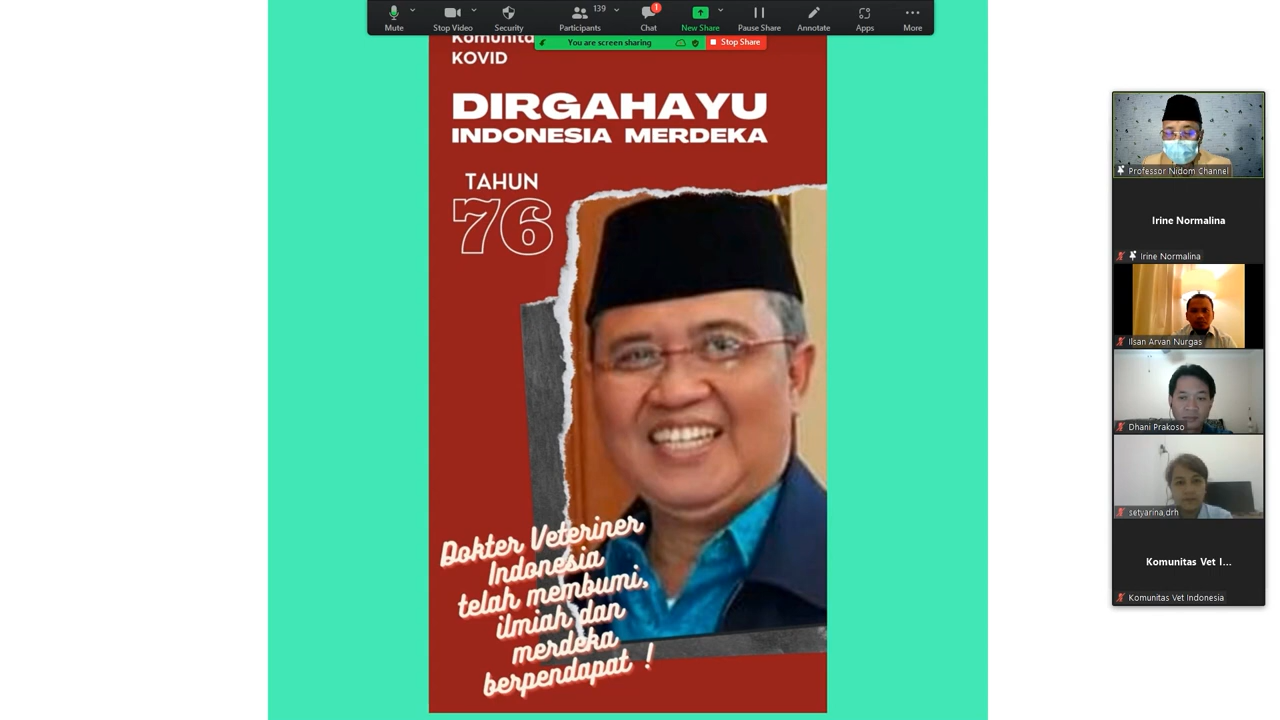 Mute
Stop Video
Security
139
Participants
1
Chat
New Share
Pause Share
Annotate
Apps
More
You are screen sharing
Stop Share
KOVID
DIRGAHAYU
INDONESIA MERDEKA
TAHUN
76
Dokter Veteriner
Indonesia
telah membumi,
ilmiah dan
merdeka
berpendapat !
Professor Nidom Channel
Irine Normalina
Irine Normalina
Ilsan Arvan Nurgas
Dhani Prakoso
setyarina,drh
Komunitas Vet I...
Komunitas Vet Indonesia